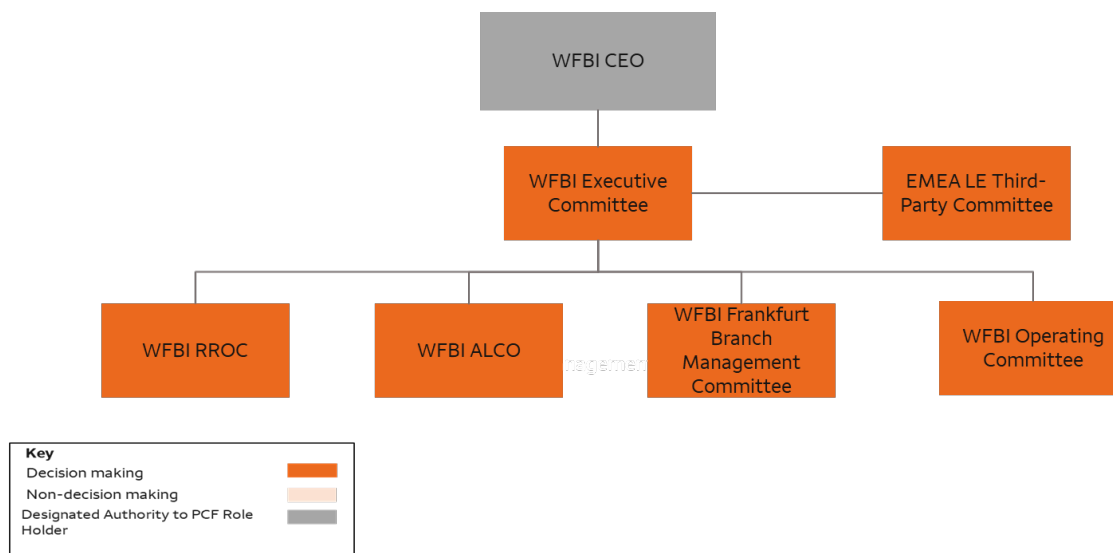 WFBI CEO
WFBI Executive
Committee
EMEA LE Third-
Party Committee
WFBI RROC
WFBI ALCO
WFBI Frankfurt
Branch
Management
Committee
WFBI Operating
Committee
Key
Decision making
Non-decision making
Designated Authority to PCF Role
Holder